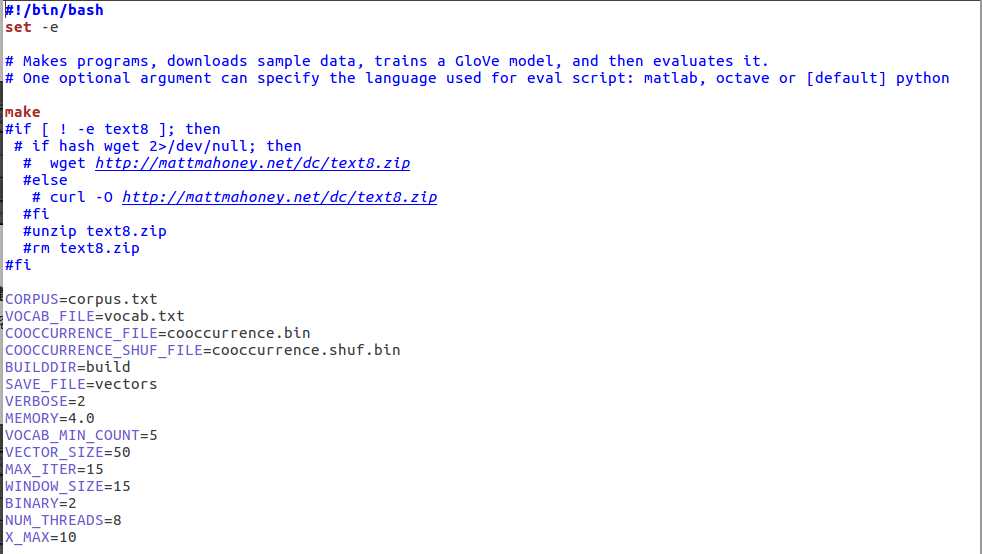 #!/bin/bash
set -e
# Makes programs, downloads sample data, trains a GloVe model, and then evaluates it.
# One optional argument can specify the language used for eval script: matlab, octave or [default] python
make
#if [ ! -e text8 ]; then
 # if hash wget 2>/dev/null; then
  #  wget http://mattmahoney.net/dc/text8.zip
  #else
   # curl -O http://mattmahoney.net/dc/text8.zip
  #fi
  #unzip text8.zip
  #rm text8.zip
#fi
CORPUS=corpus.txt
VOCAB_FILE=vocab.txt
COOCCURRENCE_FILE=cooccurrence.bin
COOCCURRENCE_SHUF_FILE=cooccurrence.shuf.bin
BUILDDIR=build
SAVE_FILE=vectors
VERBOSE=2
MEMORY=4.0
VOCAB_MIN_COUNT=5
VECTOR_SIZE=50
MAX_ITER=15
WINDOW_SIZE=15
BINARY=2
NUM_THREADS=8
X_MAX=10